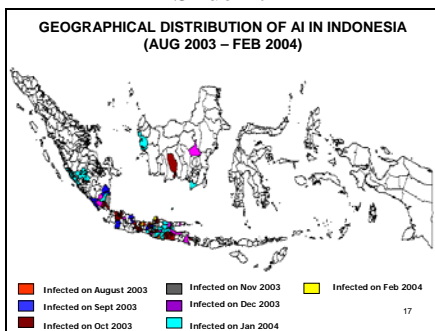 GEOGRAPHICAL DISTRIBUTION OF AI IN INDONESIA
(AUG 2003 – FEB 2004)
Infected on August 2003
Infected on Nov 2003
Infected on Feb 2004
Infected on Sept 2003
Infected on Dec 2003
Infected on Oct 2003
Infected on Jan 2004
17